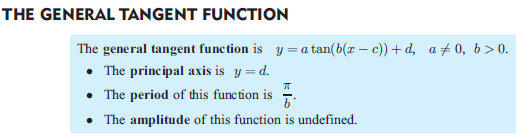 THE GENERAL TANGENT FUNCTION
The general tangent function is y = a tan(b(x − c)) + d, a ≠ 0, b > 0.
• The principal axis is y = d.
• The period of this function is π/b.
• The amplitude of this function is undefined.